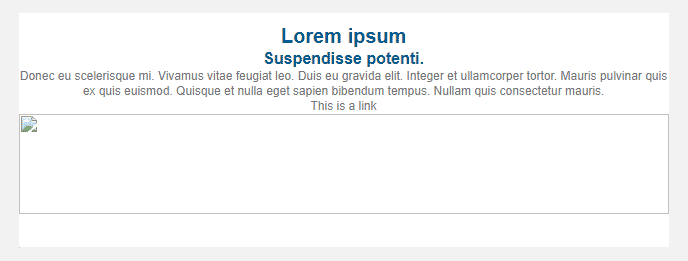 Lorem ipsum
Suspendisse potenti.
Donec eu scelerisque mi. Vivamus vitae feugiat leo. Duis eu gravida elit. Integer et ullamcorper tortor. Mauris pulvinar quis
ex quis euismod. Quisque et nulla eget sapien bibendum tempus. Nullam quis consectetur mauris.
This is a link